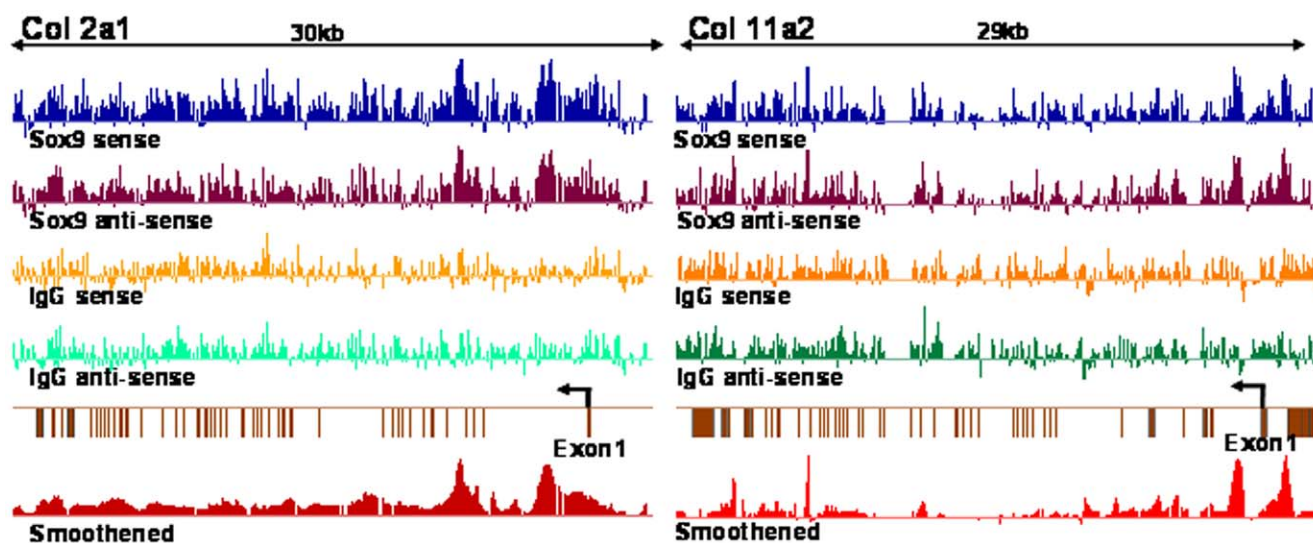 Col 2a1
30kb
Sox9 sense
Sox9 anti-sense
IgG sense
IgG anti-sense
Exon1
Smoothened
Col 11a2
29kb
Sox9 sense
Sox9 anti-sense
IgG sense
IgG anti-sense
Exon1
Smoothened